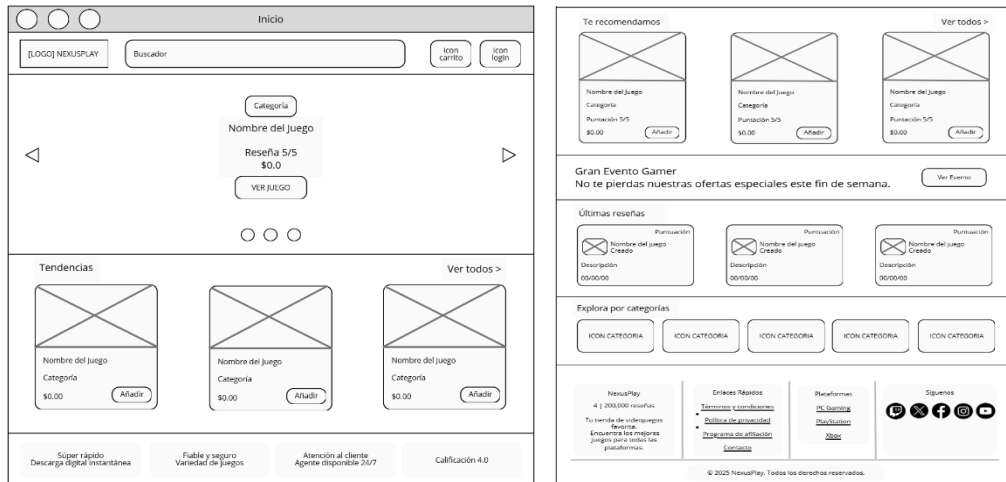 Inicio
[LOGO] NEXUSPLAY
Buscador
Icon
carrito
Icon
login
Categoría
Nombre del Juego
Reseña 5/5
$0.0
VER JUEGO
Tendencias
Ver todos >
Nombre del Juego
Categoría
$0.00
Añadir
Nombre del Juego
Categoría
$0.00
Añadir
Nombre del Juego
Categoría
$0.00
Añadir
Súper rápido
Descarga digital instantánea
Fiable y seguro
Variedad de juegos
Atención al cliente
Agente disponible 24/7
Calificación 4.0
Te recomendamos
Ver todos >
Nombre del Juego
Categoría
Puntación 5/5
$0.00
Añadir
Nombre del Juego
Categoría
Puntación 5/5
$0.00
Añadir
Nombre del Juego
Categoría
Puntación 5/5
$0.00
Añadir
Gran Evento Gamer
No te pierdas nuestras ofertas especiales este fin de semana.
Ver Evento
Últimas reseñas
Puntuación
Nombre del juego
Creado
Descripción
00/00/00
Puntuación
Nombre del juego
Creado
Descripción
00/00/00
Puntuación
Nombre del juego
Creado
Descripción
00/00/00
Explora por categorías
ICON CATEGORIA
ICON CATEGORIA
ICON CATEGORIA
ICON CATEGORIA
ICON CATEGORIA
NexusPlay
4 | 200,000 reseñas
Tu tienda de videojuegos
favorita.
Encuentra los mejores
juegos para todas las
plataformas.
Enlaces Rápidos
Términos y condiciones
Política de privacidad
Programa de afiliación
Contacto
Plataformas
PC Gaming
PlayStation
Xbox
Síguenos
© 2025 NexusPlay. Todos los derechos reservados.